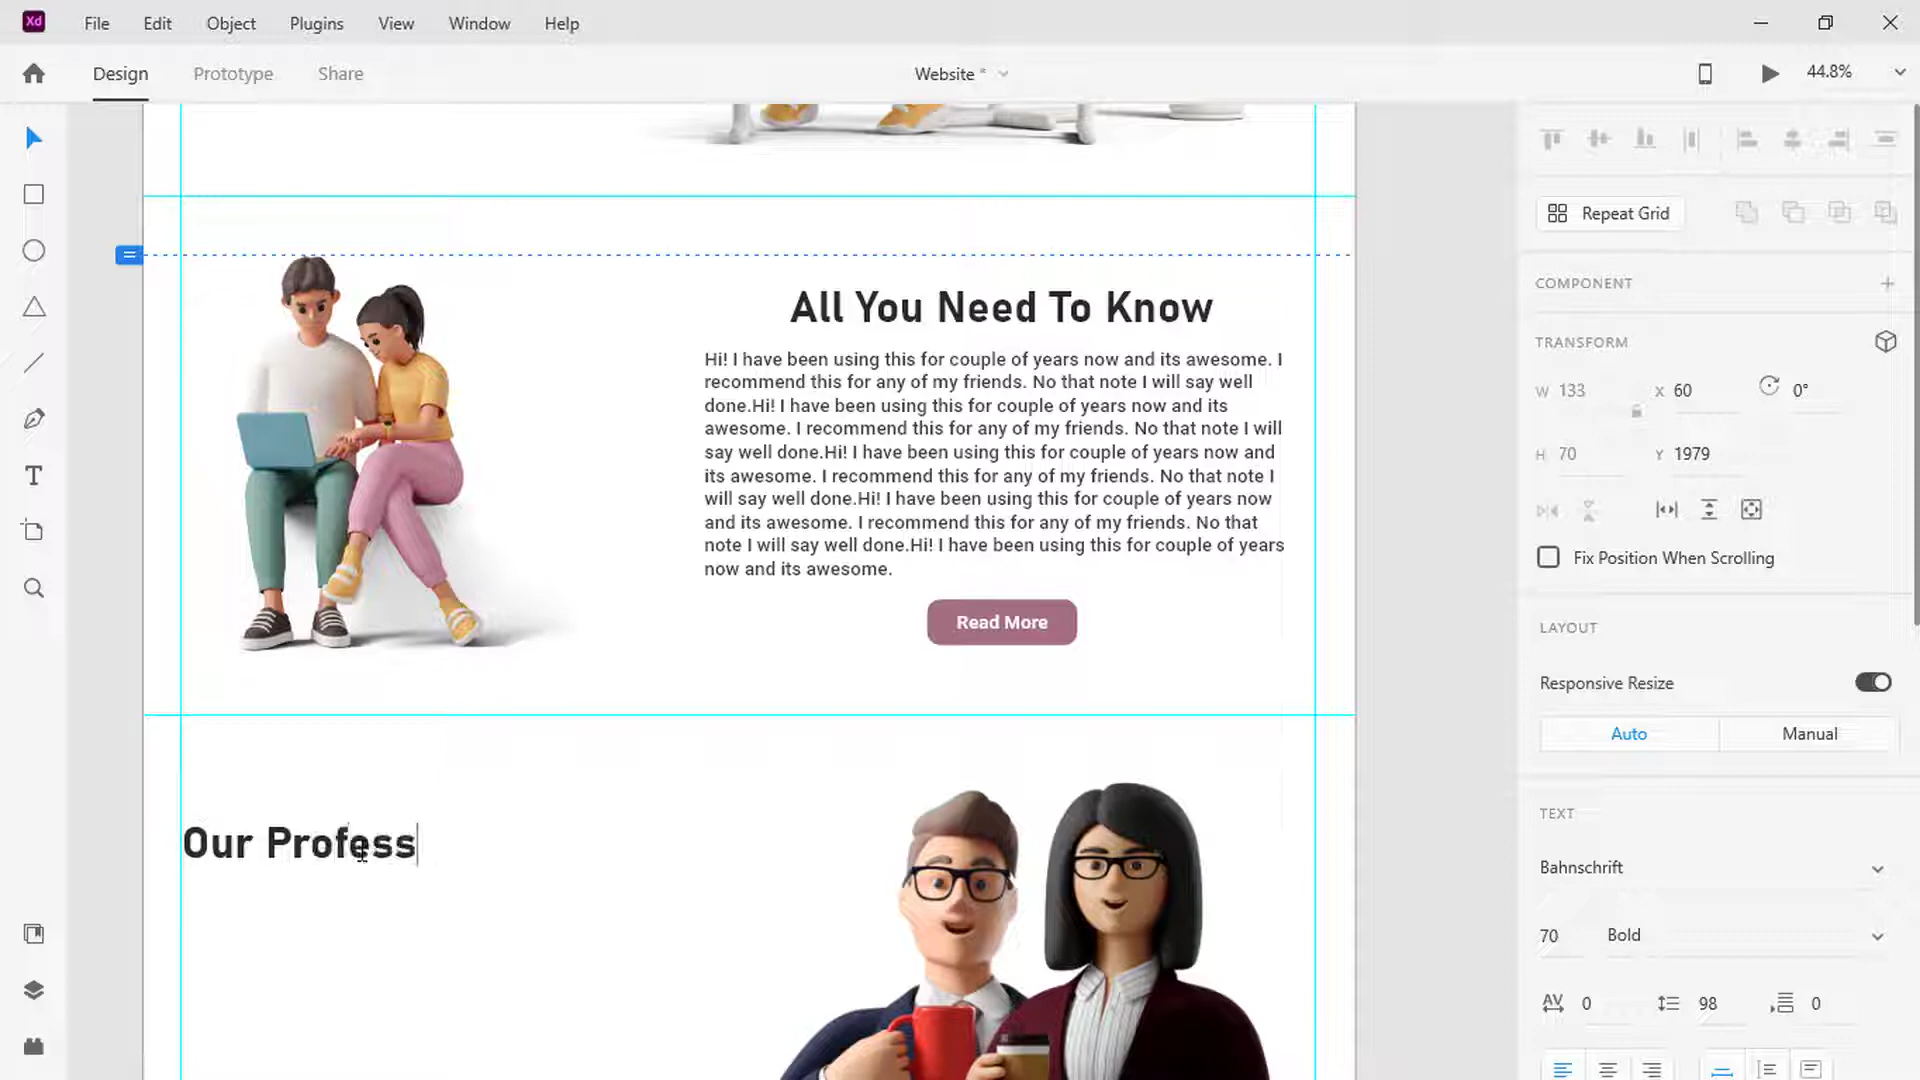 Xd File Edit Object Plugins View Window Help
Design Prototype Share Website * 44.8%
Repeat Grid
COMPONENT
TRANSFORM
W 133 X 60 0°
H 70 Y 1979
Fix Position When Scrolling
LAYOUT
Responsive Resize
Auto Manual
TEXT
Bahnschrift
70 Bold
AV 0 98 0
T
All You Need To Know
Hi! I have been using this for couple of years now and its awesome. I
recommend this for any of my friends. No that note I will say well
done.Hi! I have been using this for couple of years now and its
awesome. I recommend this for any of my friends. No that note I will
say well done.Hi! I have been using this for couple of years now and
its awesome. I recommend this for any of my friends. No that note I
will say well done.Hi! I have been using this for couple of years now
and its awesome. I recommend this for any of my friends. No that
note I will say well done.Hi! I have been using this for couple of years
now and its awesome.
Read More
Our Profess